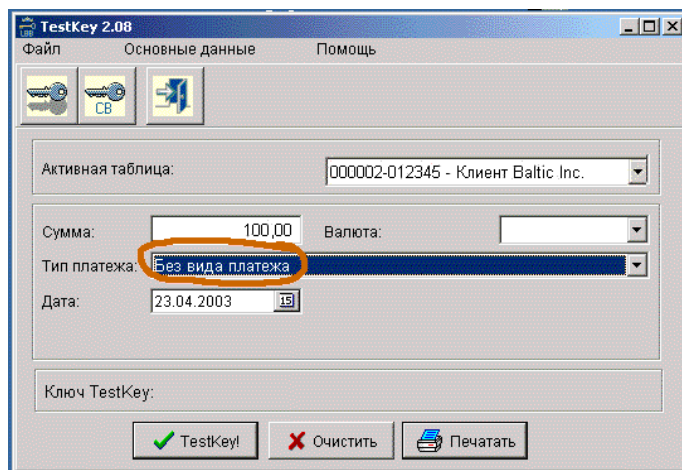 TestKey 2.08
Файл Основные данные Помощь
LBB CB
Активная таблица: 000002-012345 - Клиент Baltic Inc.
Сумма: 100,00 Валюта:
Тип платежа: Без вида платежа
Дата: 23.04.2003 15
Ключ TestKey:
TestKey! Очистить Печатать